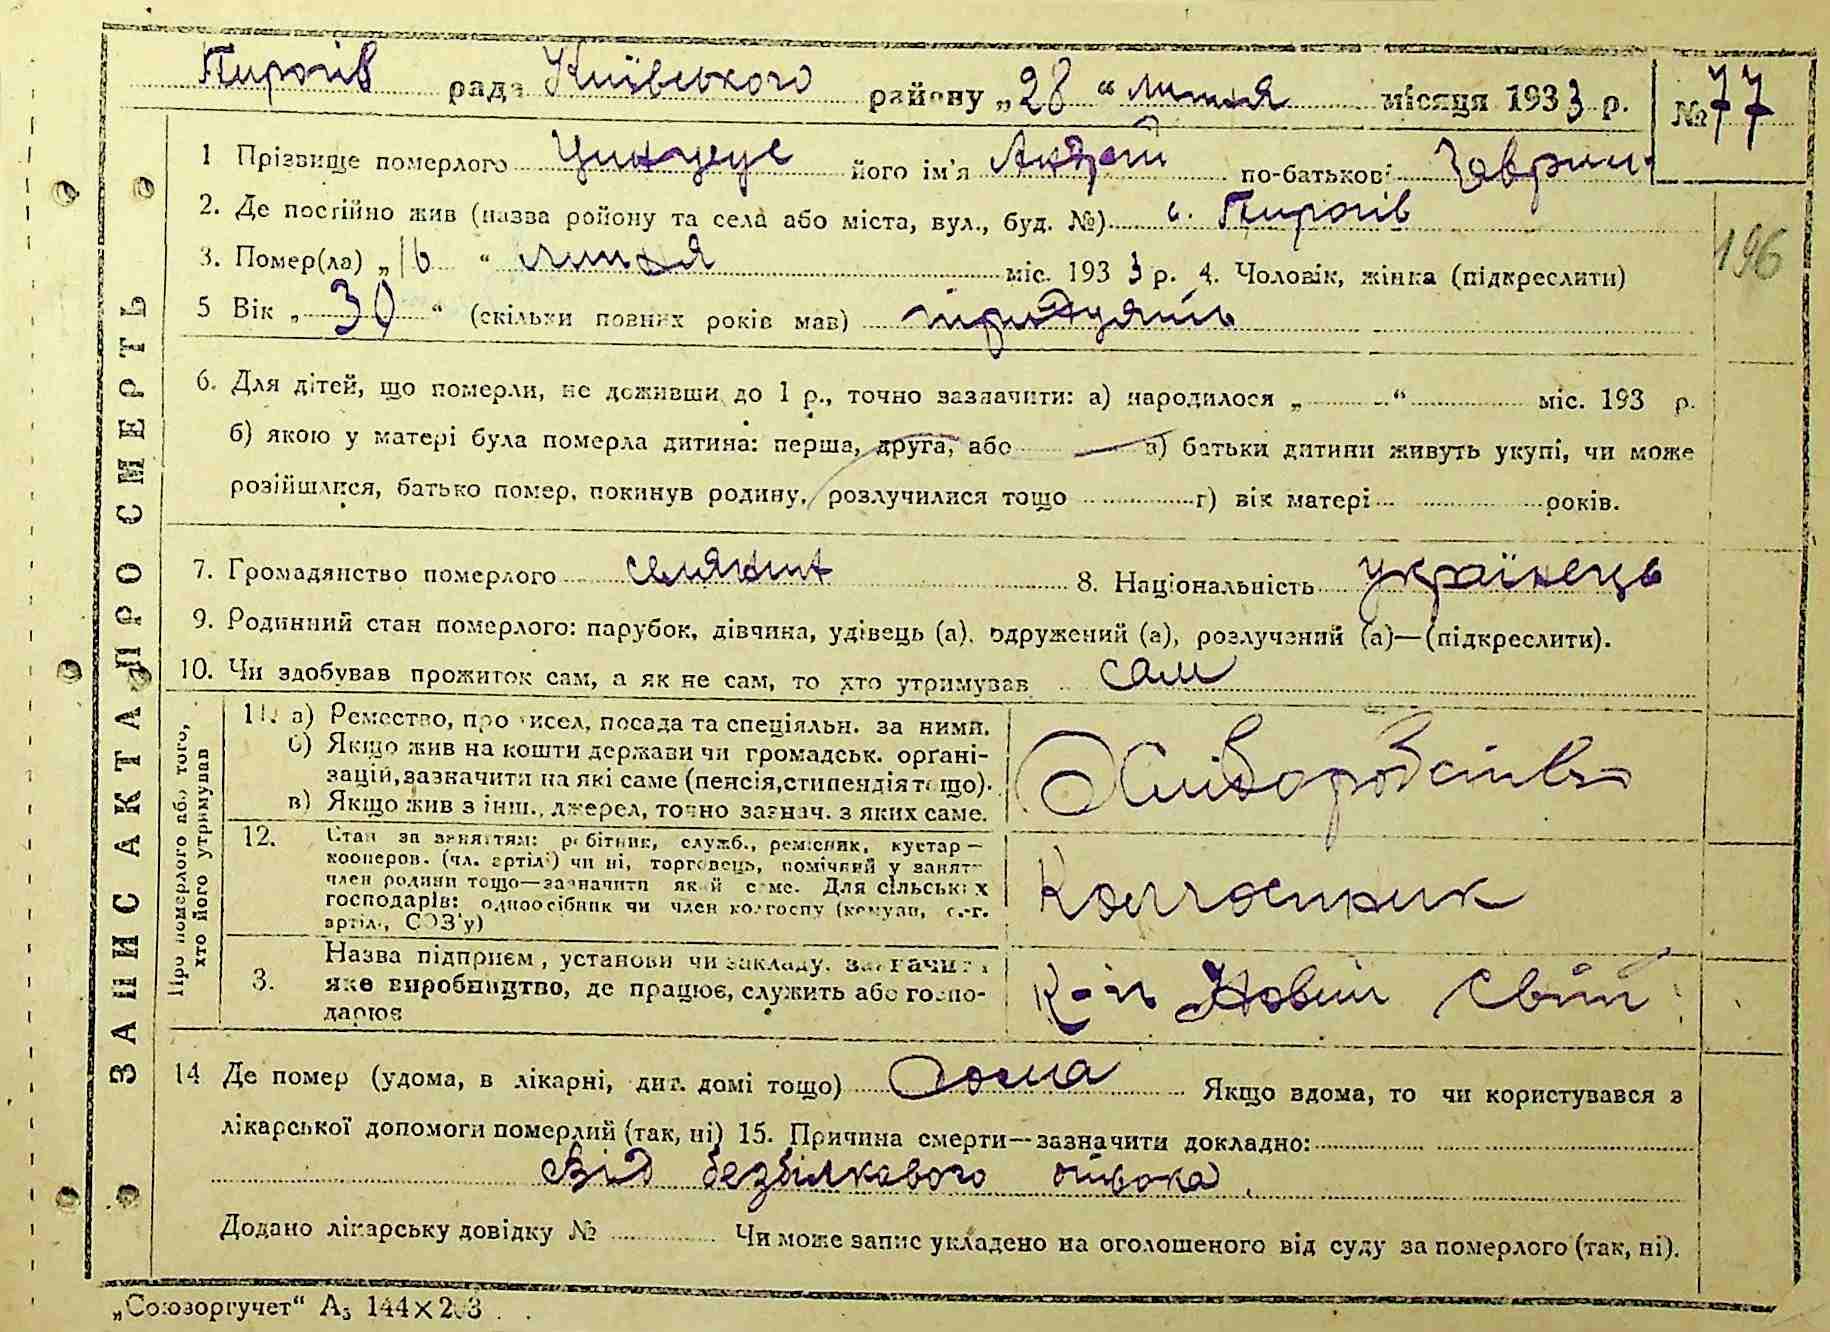 Пирогів рада Київського району „28“ липня місяця 1933 р. № 77
1 Прізвище померлого його ім'я Андрій по-батькові Гаврил.
2. Де постійно жив (назва району та села або міста, вул., буд. №) с. Пирогів
196
3. Помер(ла) „16“ липня міс. 1933 р. 4. Чоловік, жінка (підкреслити)
5 Вік „30“ (скільки повних років мав) тридцять
6. Для дітей, що померли, не доживши до 1 р., точно зазначити: а) народилося „ “ міс. 193 р.
б) якою у матері була померла дитина: перша, друга, або в) батьки дитини живуть укупі, чи може
розійшлися, батько помер, покинув родину, розлучилися тощо г) вік матері років.
7. Громадянство померлого селянин 8. Національність українець
9. Родинний стан померлого: парубок, дівчина, удівець (а), одружений (а), розлучений (а)—(підкреслити).
10. Чи здобував прожиток сам, а як не сам, то хто утримував сам
ЗАПИС АКТА ПРО СМЕРТЬ
Про померлого або того,
хто його утримував
11. а) Ремество, промисел, посада та спеціяльн. за ними.
б) Якщо жив на кошти держави чи громадськ. орґані-
зацій, зазначити на які саме (пенсія, стипендія тощо).
в) Якщо жив з інш., джерел, точно зазнач. з яких саме.
Хліборобство
12. Стан за заняттям: робітник, служб., ремісник, кустар—
кооперов. (чл. артілі) чи ні, торговець, помічний у занятт
член родини тощо—зазначити який саме. Для сільських
господарів: одноосібник чи член колгоспу (комуни, с.-г.
артілі, СОЗ'у)
Колгоспник
3. Назва підприєм, установи чи закладу, зазначити
яке виробництво, де працює, служить або госпо-
дарює
К-п Новий світ
14 Де помер (удома, в лікарні, дит. домі тощо) дома Якщо вдома, то чи користувався з
лікарської допомоги померлий (так, ні) 15. Причина смерти—зазначити докладно:
Від безбілкового отьока
Додано лікарську довідку № Чи може запис укладено на оголошеного від суду за померлого (так, ні).
„Союзоргучет“ А3 144×203